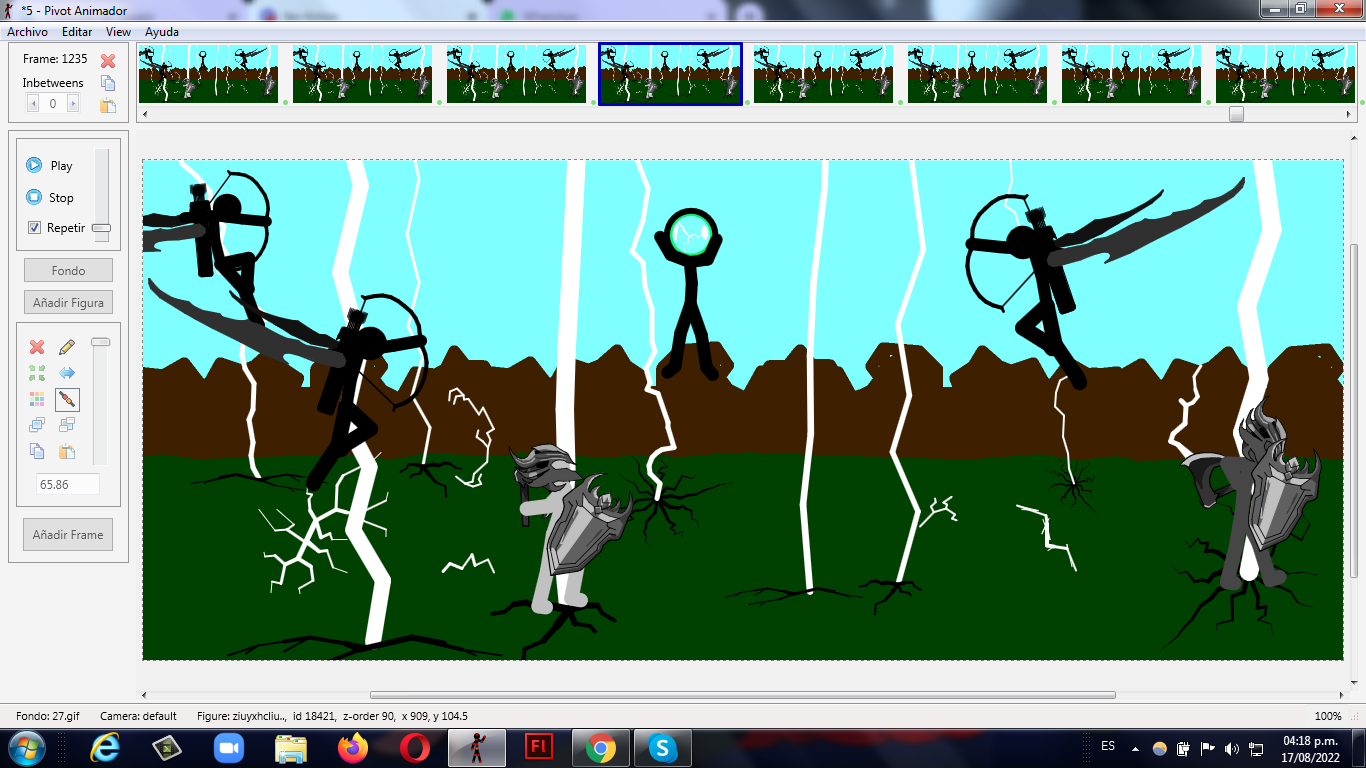 *5 - Pivot Animador
Archivo Editar View Ayuda
Frame: 1235
Inbetweens
0
Play
Stop
Repetir
Fondo
Añadir Figura
65.86
Añadir Frame
Fondo: 27.gif Camera: default Figure: ziuyxhcliu.., id 18421, z-order 90, x 909, y 104.5
100%
ES
04:18 p.m.
17/08/2022